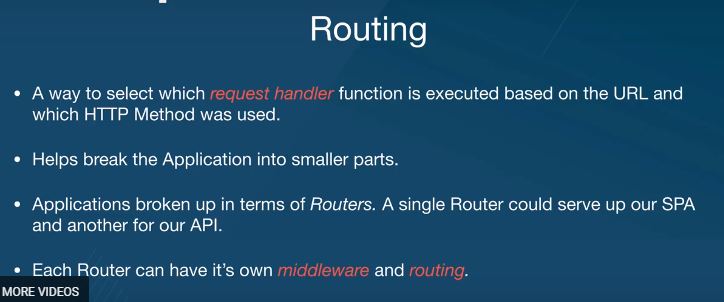 Routing
• A way to select which request handler function is executed based on the URL and
which HTTP Method was used.
• Helps break the Application into smaller parts.
• Applications broken up in terms of Routers. A single Router could serve up our SPA
and another for our API.
• Each Router can have it's own middleware and routing.
MORE VIDEOS